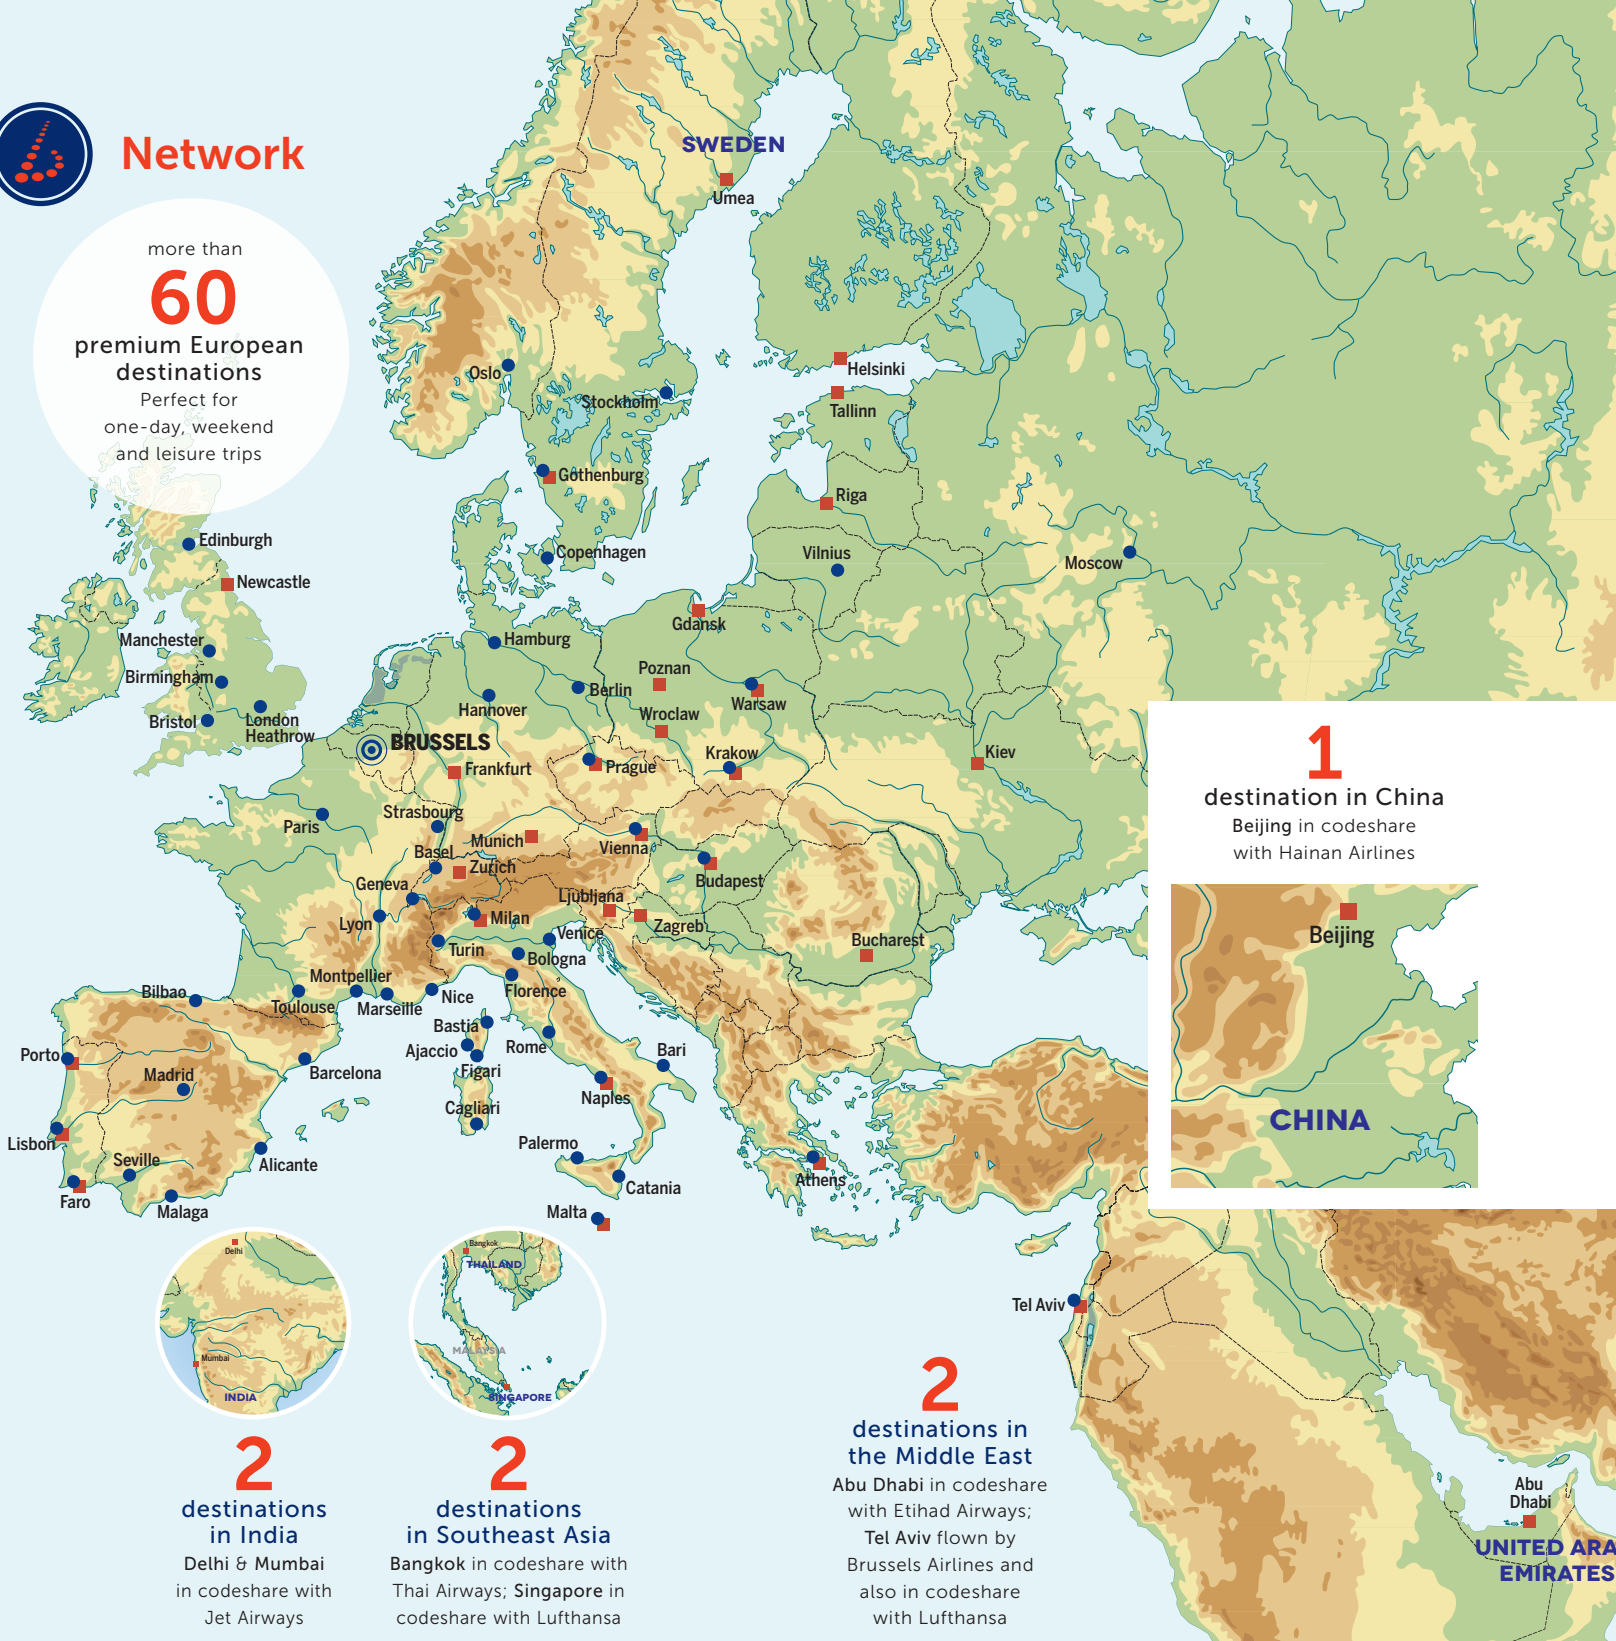 Network
more than
60
premium European
destinations
Perfect for
one-day, weekend
and leisure trips
SWEDEN
Umea
Helsinki
Oslo
Stockholm
Tallinn
Gothenburg
Riga
Edinburgh
Copenhagen
Vilnius
Moscow
Newcastle
Gdansk
Manchester
Hamburg
Birmingham
Poznan
Berlin
Hannover
Warsaw
Bristol
London
Heathrow
Wroclaw
BRUSSELS
Krakow
Kiev
Frankfurt
Prague
Paris
Strasbourg
Munich
Vienna
Basel
Zurich
Geneva
Budapest
Ljubljana
Lyon
Milan
Zagreb
Turin
Venice
Bologna
Bucharest
Montpellier
Bilbao
Toulouse
Marseille
Nice
Florence
Bastia
Ajaccio
Rome
Bari
Porto
Figari
Madrid
Barcelona
Naples
Cagliari
Lisbon
Palermo
Seville
Alicante
Athens
Catania
Faro
Malaga
Malta
Tel Aviv
1
destination in China
Beijing in codeshare
with Hainan Airlines
Beijing
CHINA
Delhi
Mumbai
INDIA
Bangkok
THAILAND
MALAYSIA
SINGAPORE
2
destinations
in India
Delhi & Mumbai
in codeshare with
Jet Airways
2
destinations
in Southeast Asia
Bangkok in codeshare with
Thai Airways; Singapore in
codeshare with Lufthansa
2
destinations in
the Middle East
Abu Dhabi in codeshare
with Etihad Airways;
Tel Aviv flown by
Brussels Airlines and
also in codeshare
with Lufthansa
Abu
Dhabi
UNITED ARA
EMIRATES